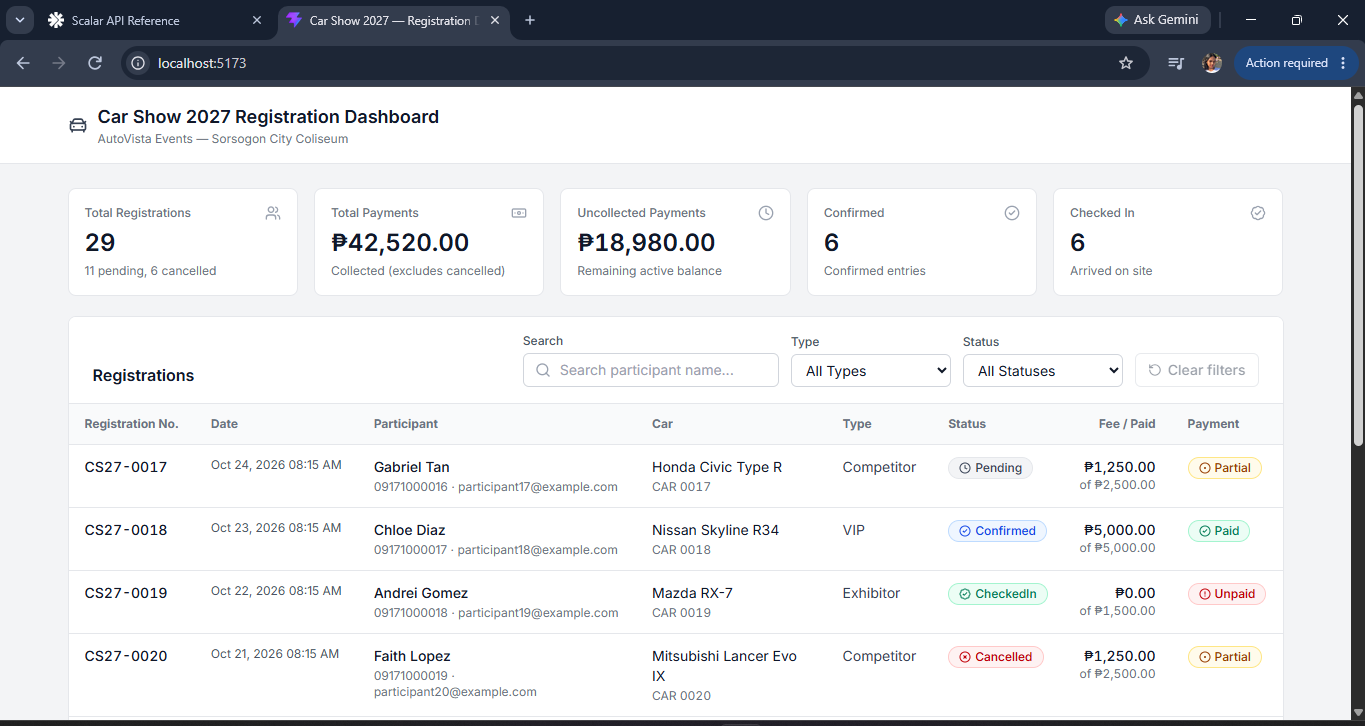 Scalar API Reference
Car Show 2027 — Registration D
Ask Gemini
localhost:5173
Action required
Car Show 2027 Registration Dashboard
AutoVista Events — Sorsogon City Coliseum
Total Registrations
29
11 pending, 6 cancelled
Total Payments
₱42,520.00
Collected (excludes cancelled)
Uncollected Payments
₱18,980.00
Remaining active balance
Confirmed
6
Confirmed entries
Checked In
6
Arrived on site
Registrations
Search
Search participant name...
Type
All Types
Status
All Statuses
Clear filters
Registration No. Date Participant Car Type Status Fee / Paid Payment
CS27-0017 Oct 24, 2026 08:15 AM Gabriel Tan Honda Civic Type R Competitor Pending ₱1,250.00 Partial
09171000016 · participant17@example.com CAR 0017 of ₱2,500.00
CS27-0018 Oct 23, 2026 08:15 AM Chloe Diaz Nissan Skyline R34 VIP Confirmed ₱5,000.00 Paid
09171000017 · participant18@example.com CAR 0018 of ₱5,000.00
CS27-0019 Oct 22, 2026 08:15 AM Andrei Gomez Mazda RX-7 Exhibitor CheckedIn ₱0.00 Unpaid
09171000018 · participant19@example.com CAR 0019 of ₱1,500.00
CS27-0020 Oct 21, 2026 08:15 AM Faith Lopez Mitsubishi Lancer Evo Competitor Cancelled ₱1,250.00 Partial
09171000019 · IX of ₱2,500.00
participant20@example.com CAR 0020